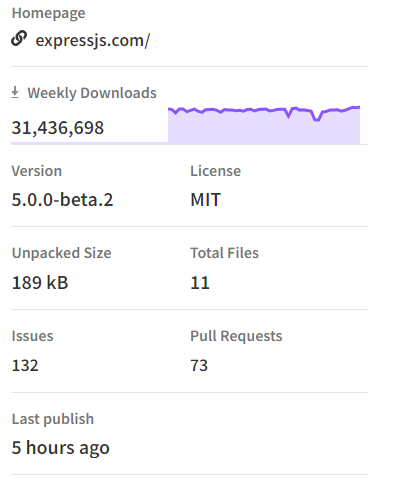 Homepage
expressjs.com/
Weekly Downloads
31,436,698
Version License
5.0.0-beta.2 MIT
Unpacked Size Total Files
189 kB 11
Issues Pull Requests
132 73
Last publish
5 hours ago